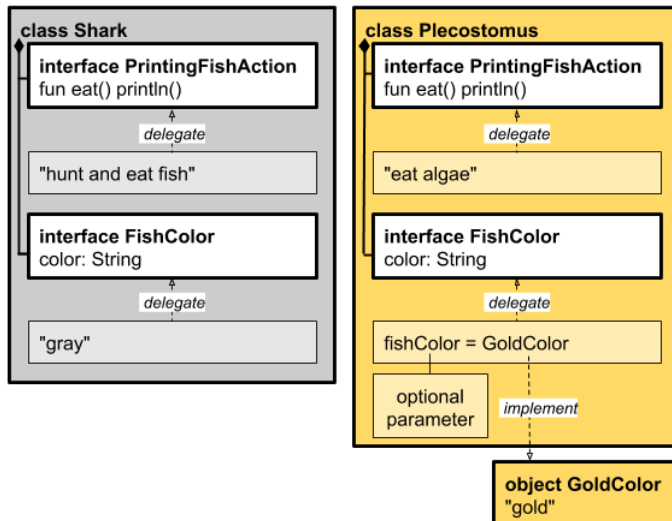 class Shark
interface PrintingFishAction
fun eat() println()
delegate
"hunt and eat fish"
interface FishColor
color: String
delegate
"gray"
class Plecostomus
interface PrintingFishAction
fun eat() println()
delegate
"eat algae"
interface FishColor
color: String
delegate
fishColor = GoldColor
optional
parameter
implement
object GoldColor
"gold"